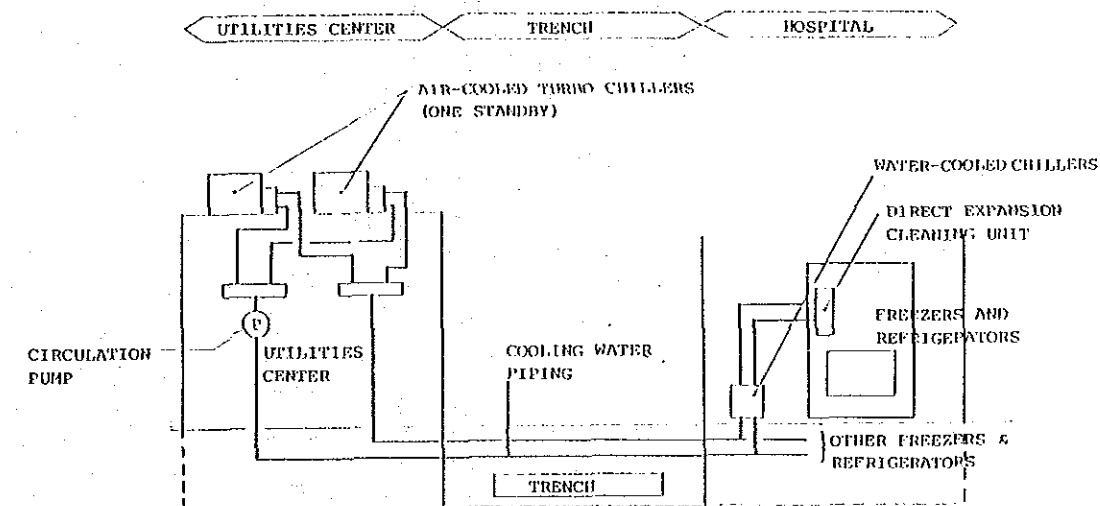 UTILITIES CENTER
TRENCH
HOSPITAL
AIR-COOLED TURBO CHILLERS
(ONE STANDBY)
WATER-COOLED CHILLERS
DIRECT EXPANSION
CLEANING UNIT
FREEZERS AND
REFRIGERATORS
P
CIRCULATION
PUMP
UTILITIES
CENTER
COOLING WATER
PIPING
OTHER FREEZERS &
REFRIGERATORS
TRENCH